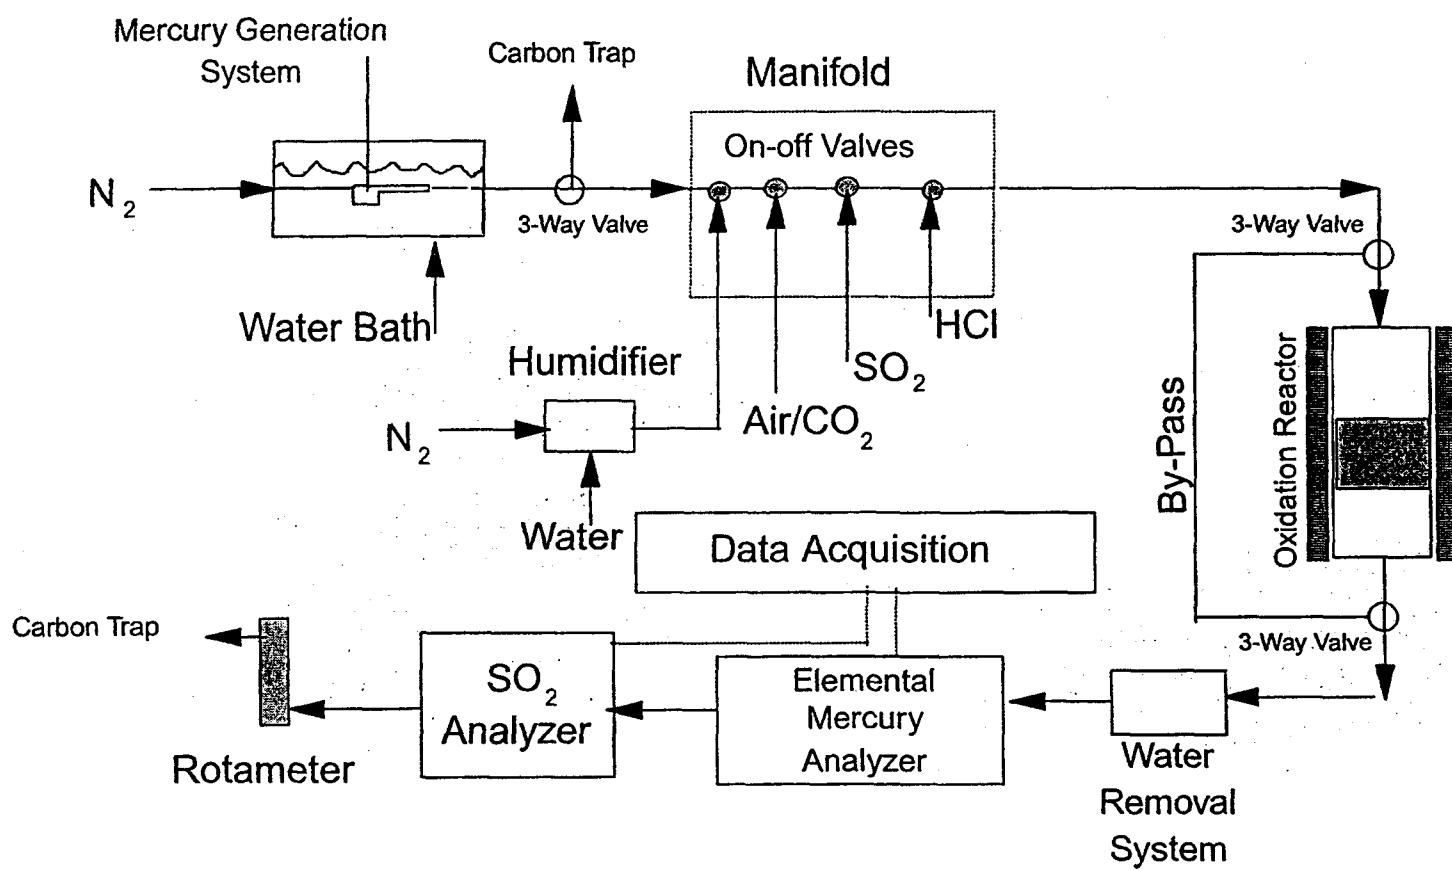 Mercury Generation
System
Carbon Trap
Manifold
On-off Valves
N2
3-Way Valve
3-Way Valve
Water Bath
HCl
Humidifier
SO2
Air/CO2
N2
Water
By-Pass
Oxidation Reactor
Data Acquisition
Carbon Trap
3-Way Valve
SO2
Analyzer
Elemental
Mercury
Analyzer
Rotameter
Water
Removal
System